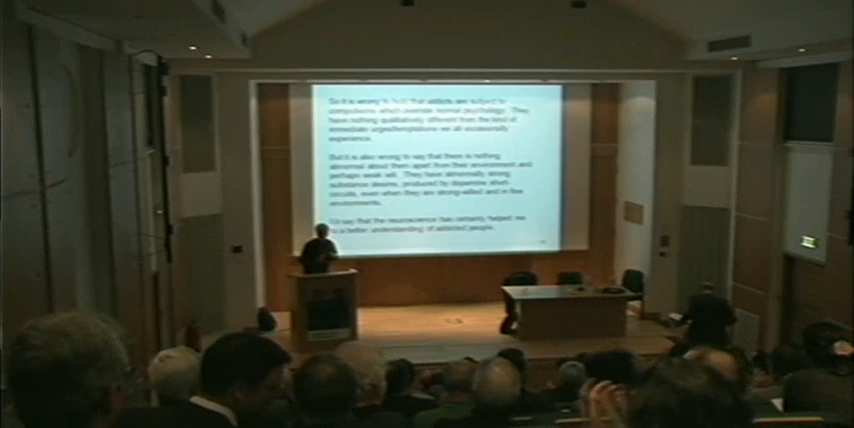 So it is wrong to hold that addicts are subject to
compulsions which override normal psychology. They
have nothing qualitatively different from the kind of
immediate urges/temptations we all occasionally
experience.
But it is also wrong to say that there is nothing
abnormal about them apart from their environment and
perhaps weak will. They have abnormally strong
substance desires, produced by dopamine short-
circuits, even when they are strong-willed and in fine
environments.
I'd say that the neuroscience has certainly helped me
to a better understanding of addicted people.